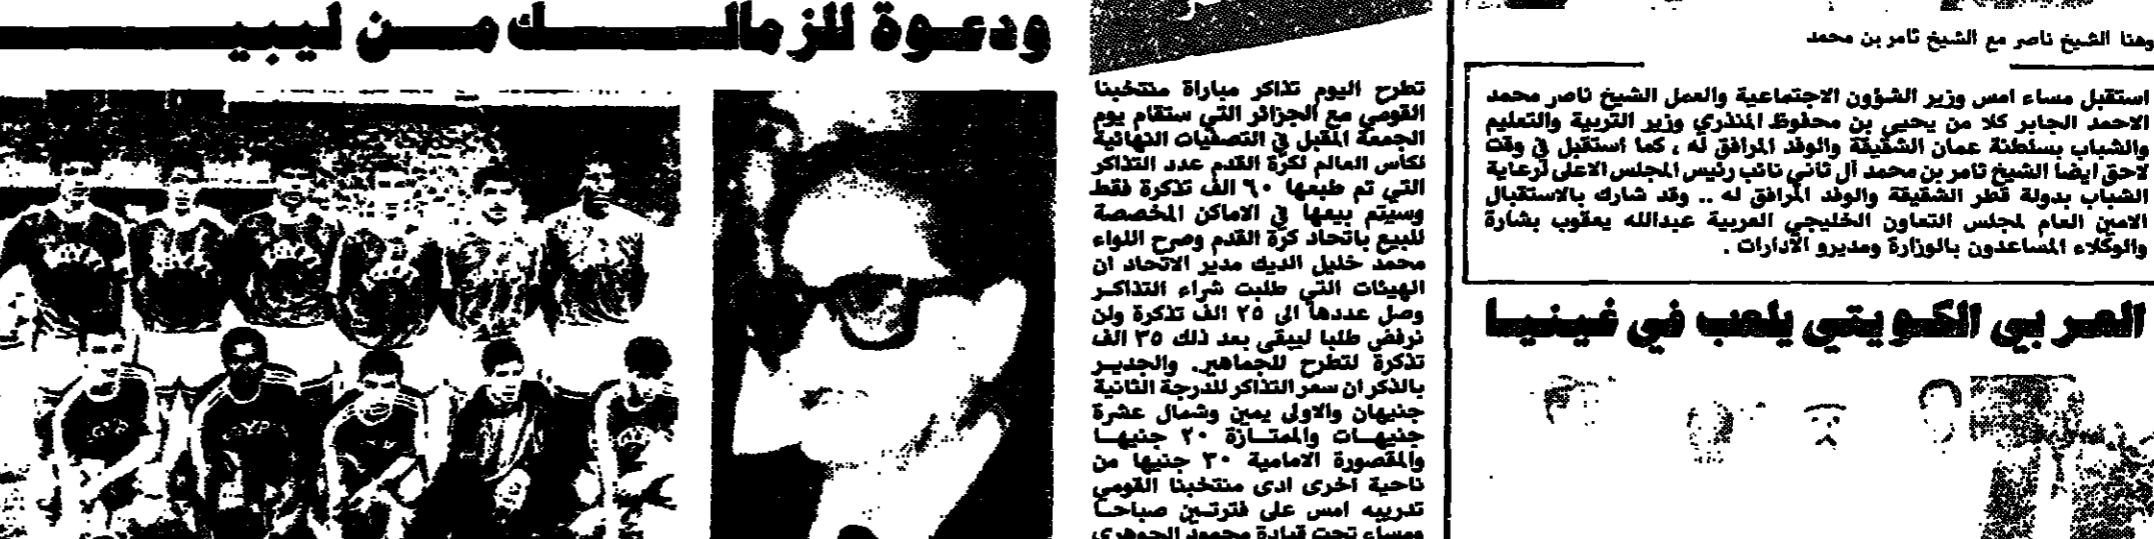 وهنا الشيخ ناصر مع الشيخ ثامر بن محمد
استقبل مساء امس وزير الشؤون الاجتماعية والعمل الشيخ ناصر محمد
الاحمد الجابر كلا من يحيى بن محفوظ المنذري وزير التربية والتعليم
والشباب بسلطنة عمان الشقيقة والوفد المرافق له ، كما استقبل في وقت
لاحق ايضا الشيخ ثامر بن محمد آل ثاني نائب رئيس المجلس الاعلى لرعاية
الشباب بدولة قطر الشقيقة والوفد المرافق له .. وقد شارك بالاستقبال
الامين العام لمجلس التعاون الخليجي العربية عبدالله يعقوب بشارة
والوكلاء المساعدون بالوزارة ومديرو الادارات .
العربي الكويتي يلعب في غينيا
تطرح اليوم تذاكر مباراة منتخبنا
القومي مع الجزائر التي ستقام يوم
الجمعة المقبل في التصفيات النهائية
لكاس العالم لكرة القدم عدد التذاكر
التي تم طبعها ٩٠ الف تذكرة فقط
وسيتم بيعها في الاماكن المخصصة
للبيع باتحاد كرة القدم وصرح اللواء
محمد خليل الديك مدير الاتحاد ان
الهيئات التي طلبت شراء التذاكر
وصل عددها الى ٢٥ الف تذكرة ولن
نرفض طلبا ليبقى بعد ذلك ٣٥ الف
تذكرة لتطرح للجماهير. والجدير
بالذكر ان سعر التذاكر للدرجة الثانية
جنيهان والاولى يمين وشمال عشرة
جنيهات والممتازة ٢٠ جنيها
والمقصورة الامامية ٣٠ جنيها من
ناحية اخرى ادى منتخبنا القومي
تدريبه امس على فترتين صباحا
ومساء تحت قيادة محمود الجوهري
ودعوة للزمالك من ليبيـ